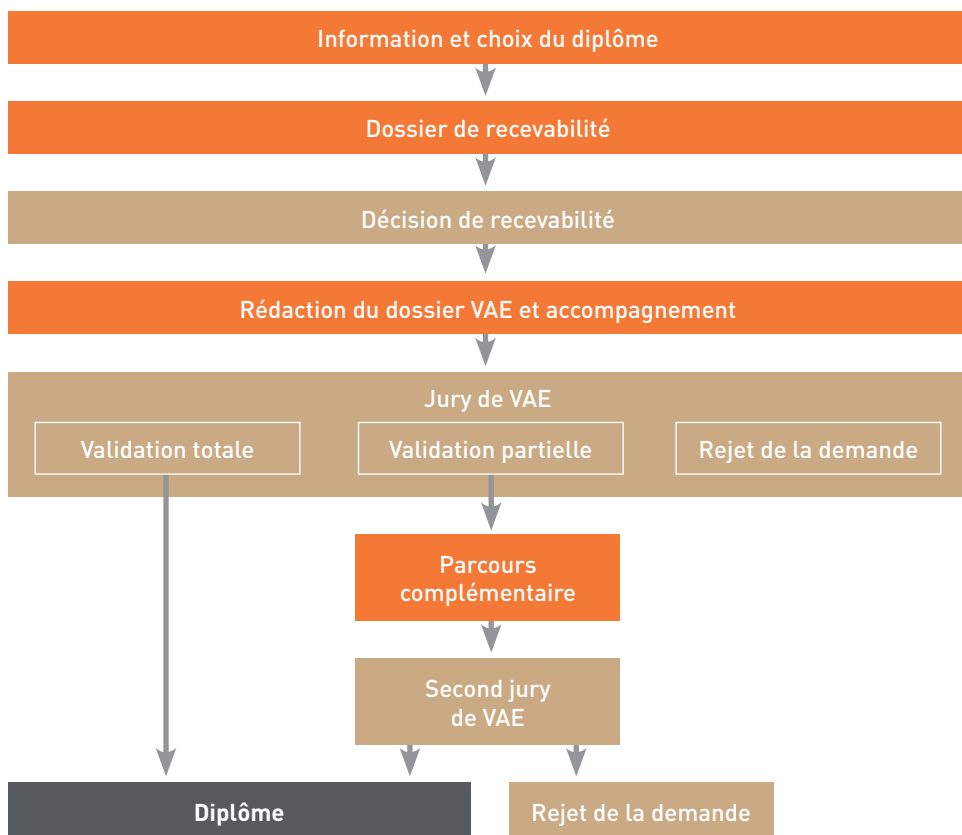 Information et choix du diplôme
Dossier de recevabilité
Décision de recevabilité
Rédaction du dossier VAE et accompagnement
Jury de VAE
Validation totale
Validation partielle
Rejet de la demande
Parcours
complémentaire
Second jury
de VAE
Diplôme
Rejet de la demande